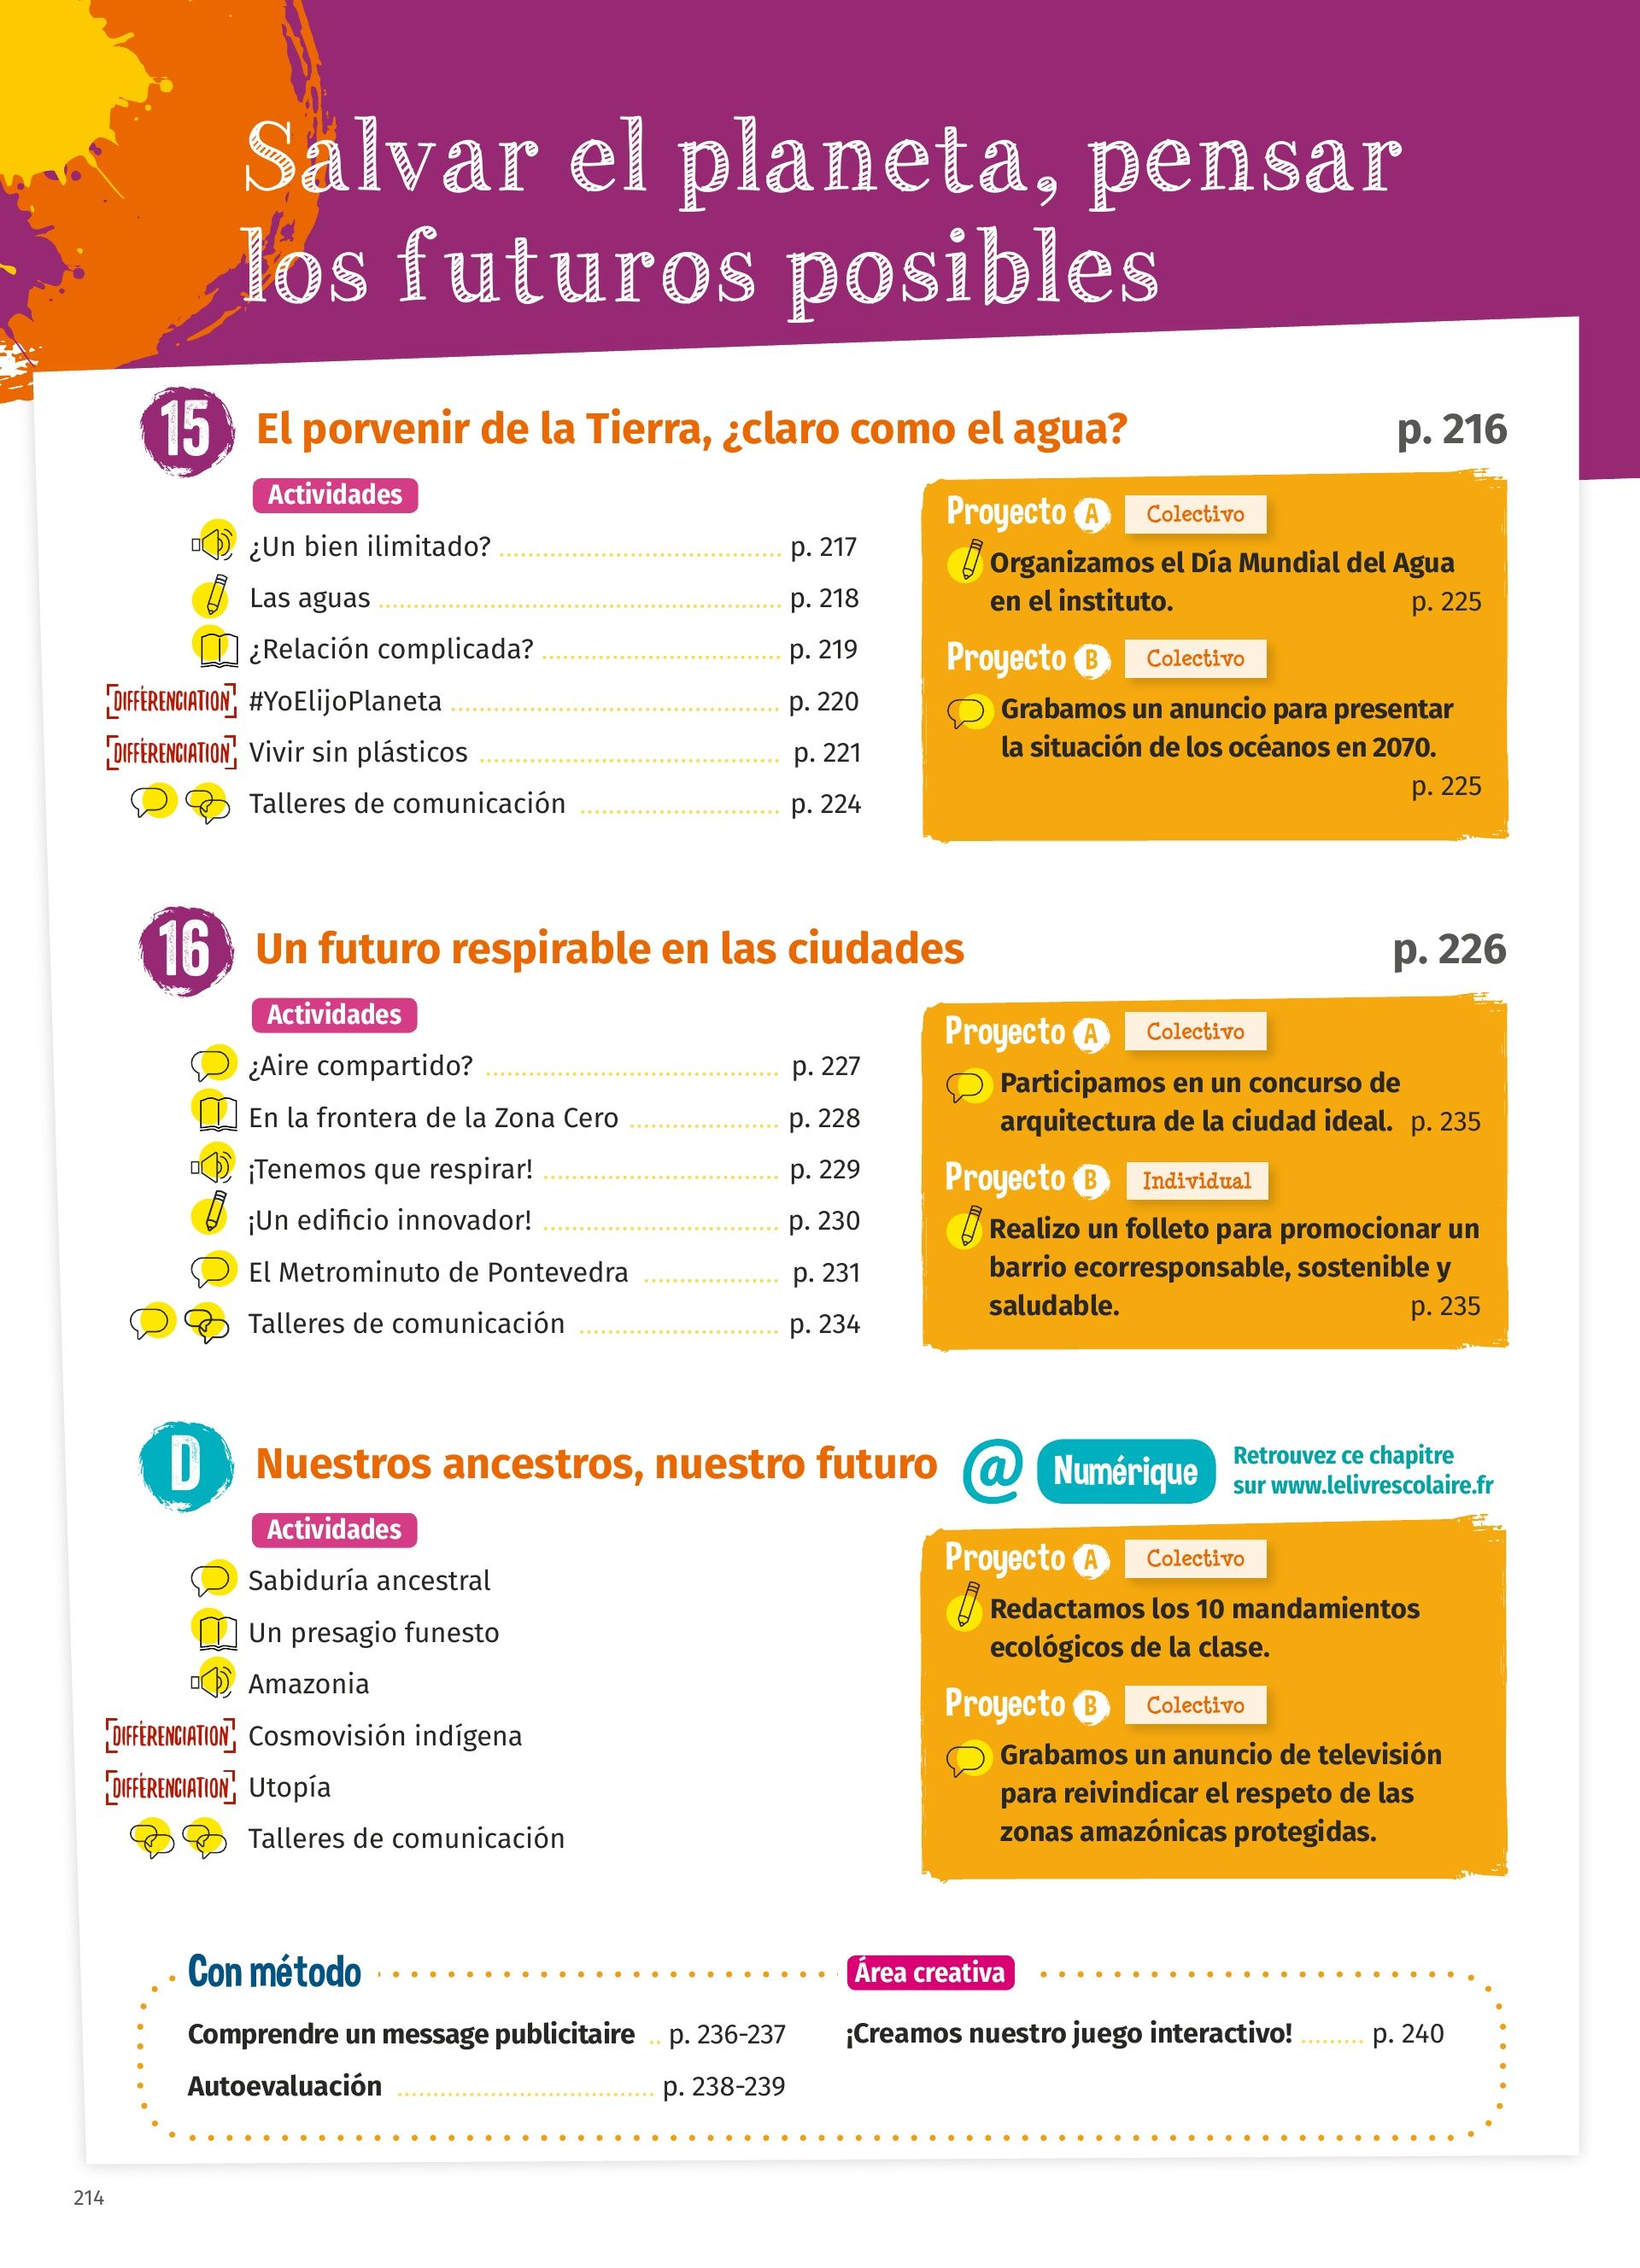 Salvar el planeta, pensar
los futuros posibles
15 El porvenir de la Tierra, ¿claro como el agua? p. 216
Actividades
¿Un bien ilimitado? p. 217
Las aguas p. 218
¿Relación complicada? p. 219
DIFFÉRENCIATION #YoElijoPlaneta p. 220
DIFFÉRENCIATION Vivir sin plásticos p. 221
Talleres de comunicación p. 224
Proyecto A Colectivo
Organizamos el Día Mundial del Agua
en el instituto. p. 225
Proyecto B Colectivo
Grabamos un anuncio para presentar
la situación de los océanos en 2070.
p. 225
16 Un futuro respirable en las ciudades p. 226
Actividades
¿Aire compartido? p. 227
En la frontera de la Zona Cero p. 228
¡Tenemos que respirar! p. 229
¡Un edificio innovador! p. 230
El Metrominuto de Pontevedra p. 231
Talleres de comunicación p. 234
Proyecto A Colectivo
Participamos en un concurso de
arquitectura de la ciudad ideal. p. 235
Proyecto B Individual
Realizo un folleto para promocionar un
barrio ecorresponsable, sostenible y
saludable. p. 235
D Nuestros ancestros, nuestro futuro @ Numérique
Retrouvez ce chapitre
sur www.lelivrescolaire.fr
Actividades
Sabiduría ancestral
Un presagio funesto
Amazonia
DIFFÉRENCIATION Cosmovisión indígena
DIFFÉRENCIATION Utopía
Talleres de comunicación
Proyecto A Colectivo
Redactamos los 10 mandamientos
ecológicos de la clase.
Proyecto B Colectivo
Grabamos un anuncio de televisión
para reivindicar el respeto de las
zonas amazónicas protegidas.
Con método
Comprendre un message publicitaire .. p. 236-237
Autoevaluación p. 238-239
Área creativa
¡Creamos nuestro juego interactivo! p. 240
214